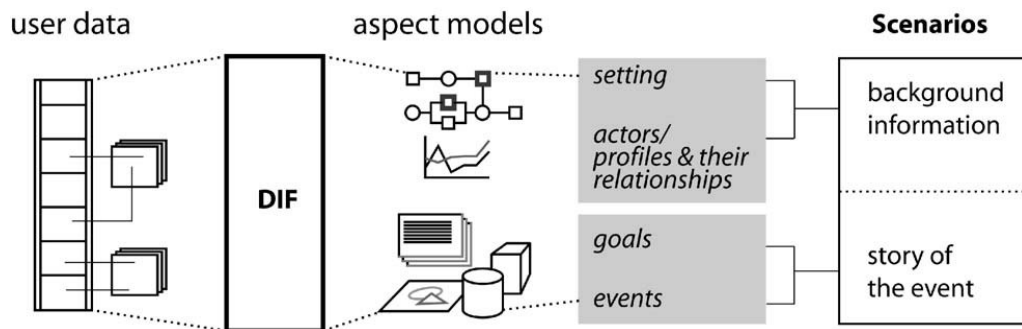 user data
aspect models
Scenarios
DIF
setting
actors/
profiles & their
relationships
goals
events
background
information
story of
the event